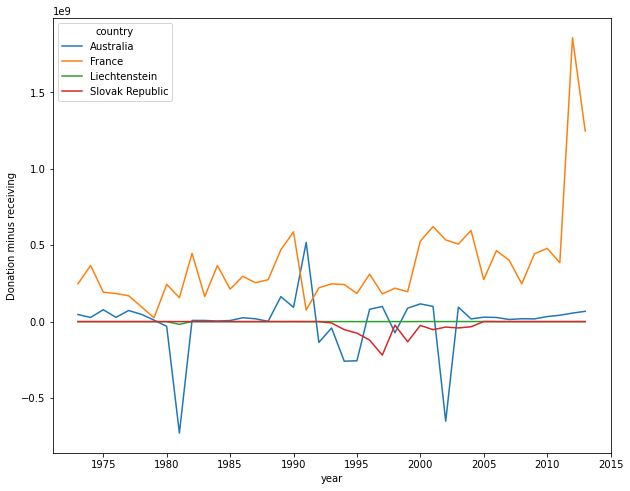 1e9
country
Australia
France
Liechtenstein
Slovak Republic
1.5
1.0
0.5
0.0
−0.5
Donation minus receiving
1975 1980 1985 1990 1995 2000 2005 2010 2015
year